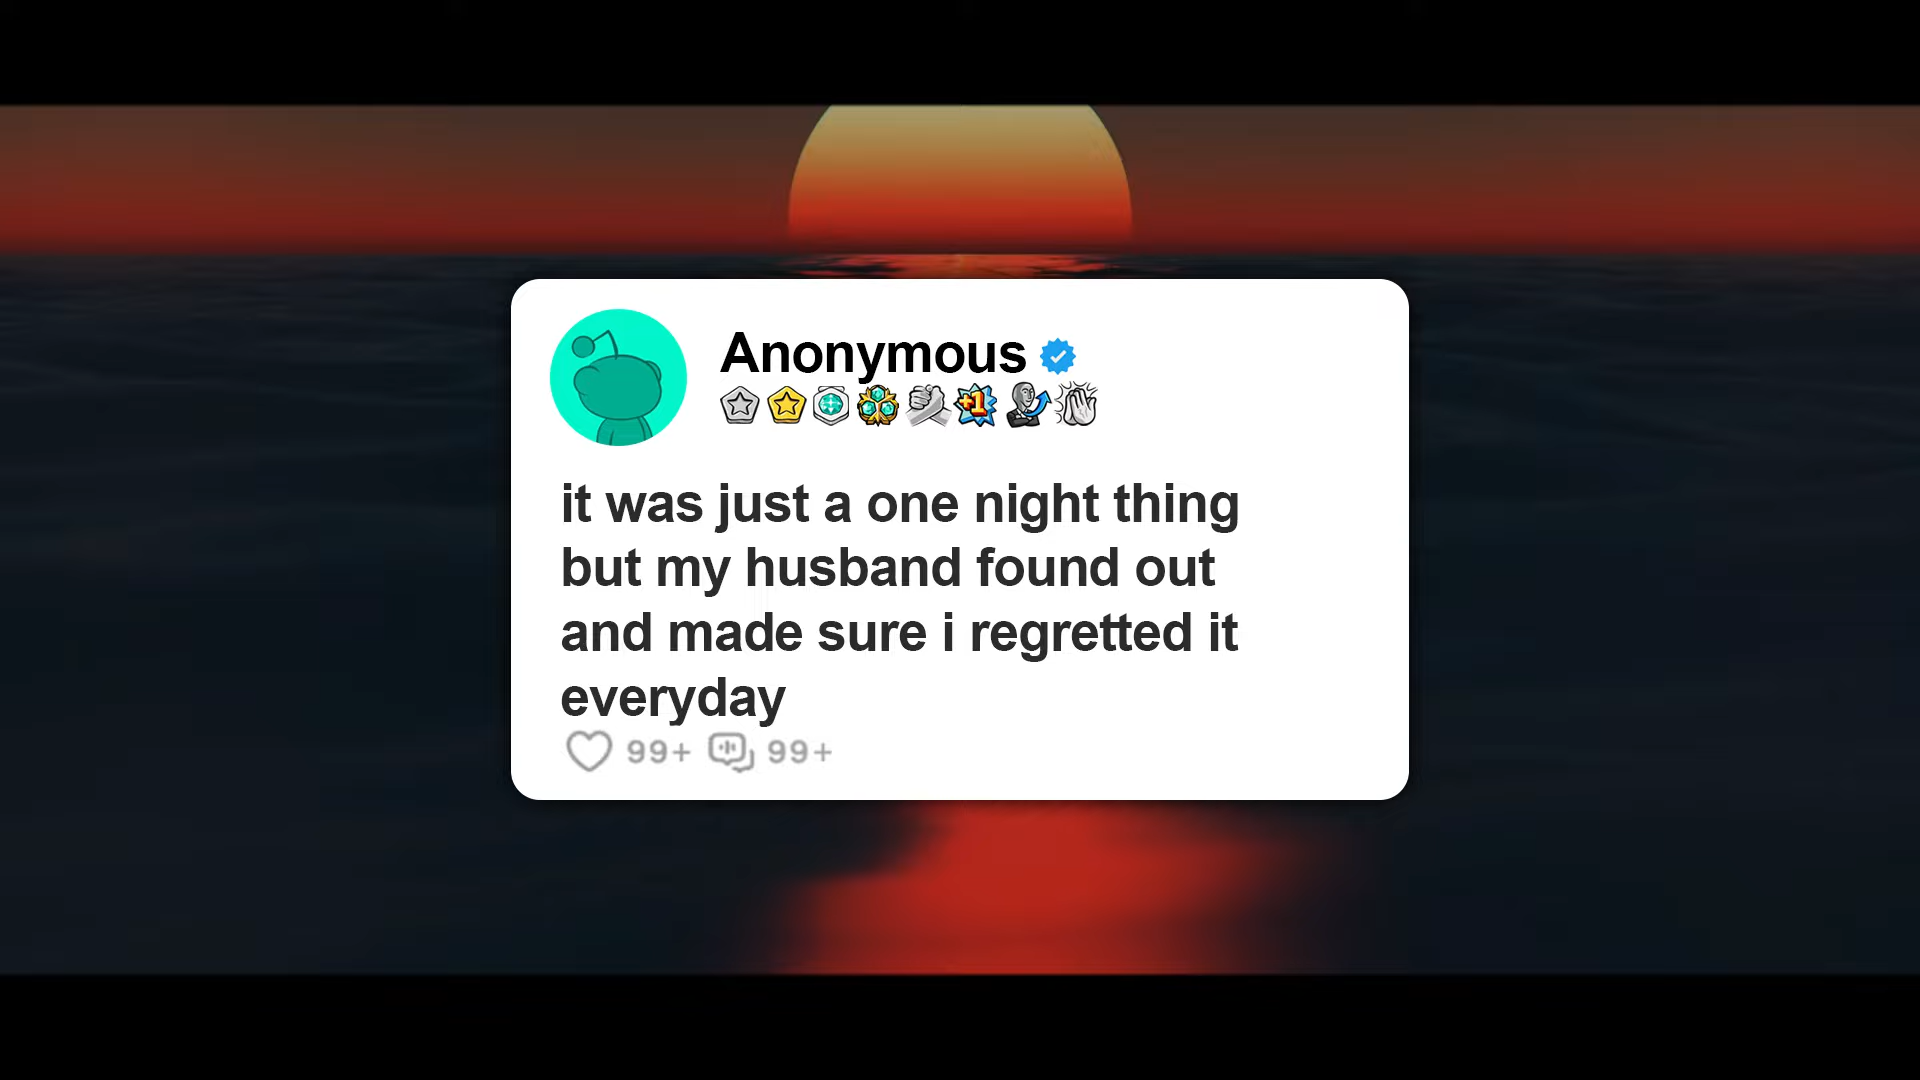 Anonymous
+1
it was just a one night thing
but my husband found out
and made sure i regretted it
everyday
99+ 99+